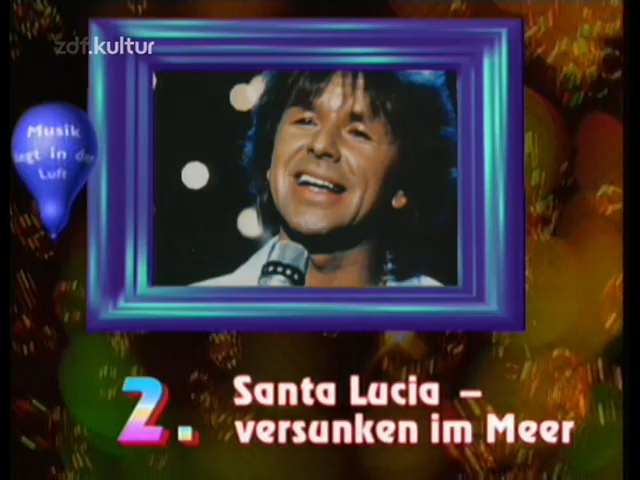 zdf.kultur
Musik
liegt in der
Luft
2.
Santa Lucia –
versunken im Meer